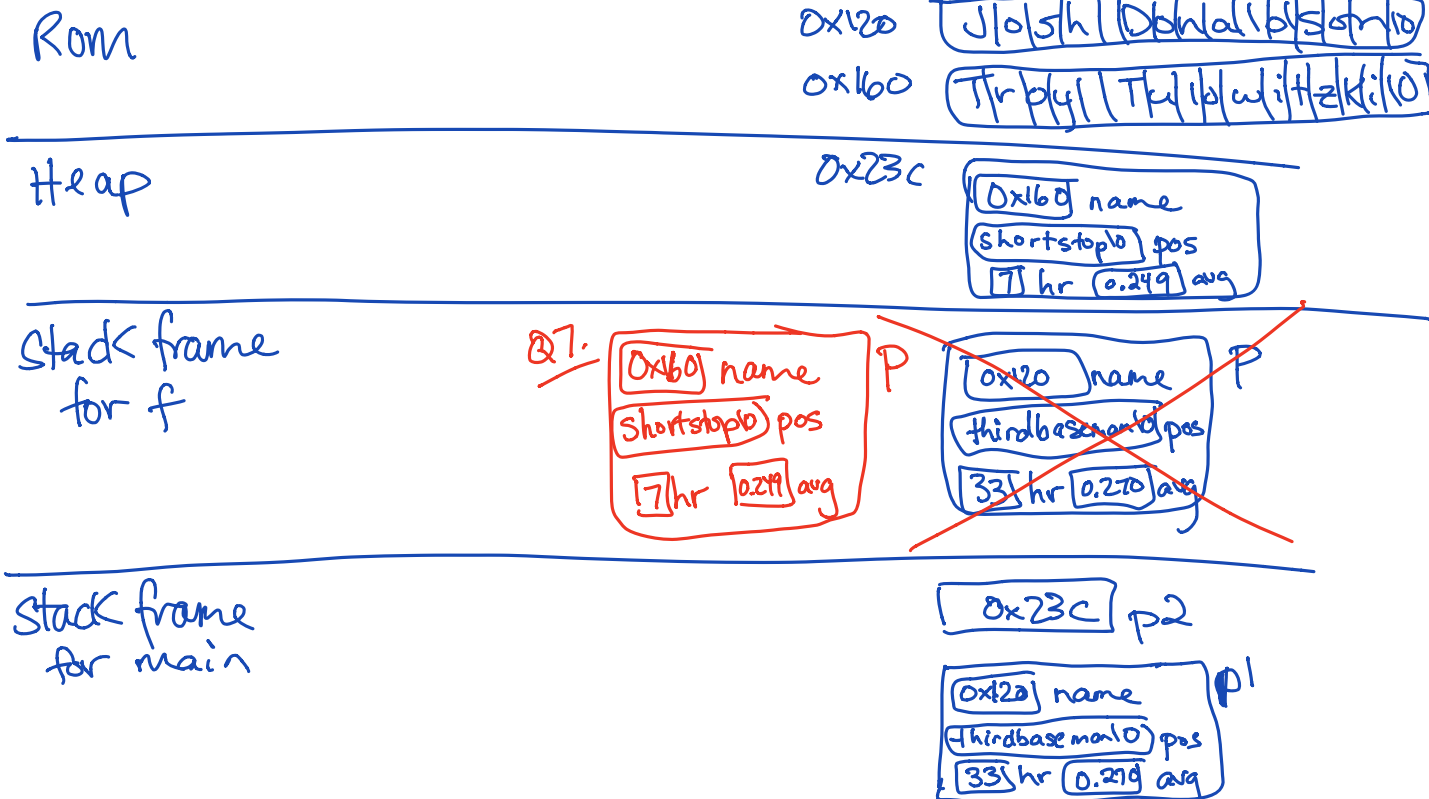 Rom
0x120 J|o|s|h| |D|o|n|a|l|d|s|o|n|\0
0x160 T|r|o|y| |T|u|l|o|w|i|t|z|k|i|\0
Heap
0x23c
0x160 name
shortstop\0 pos
7 hr 0.249 avg
Stack frame
for f
Q7.
0x160 name P
shortstop\0 pos
7 hr 0.249 avg
0x120 name P
thirdbaseman\0 pos
33 hr 0.270 avg
Stack frame
for main
0x23C p2
0x120 name p1
thirdbaseman\0 pos
33 hr 0.270 avg